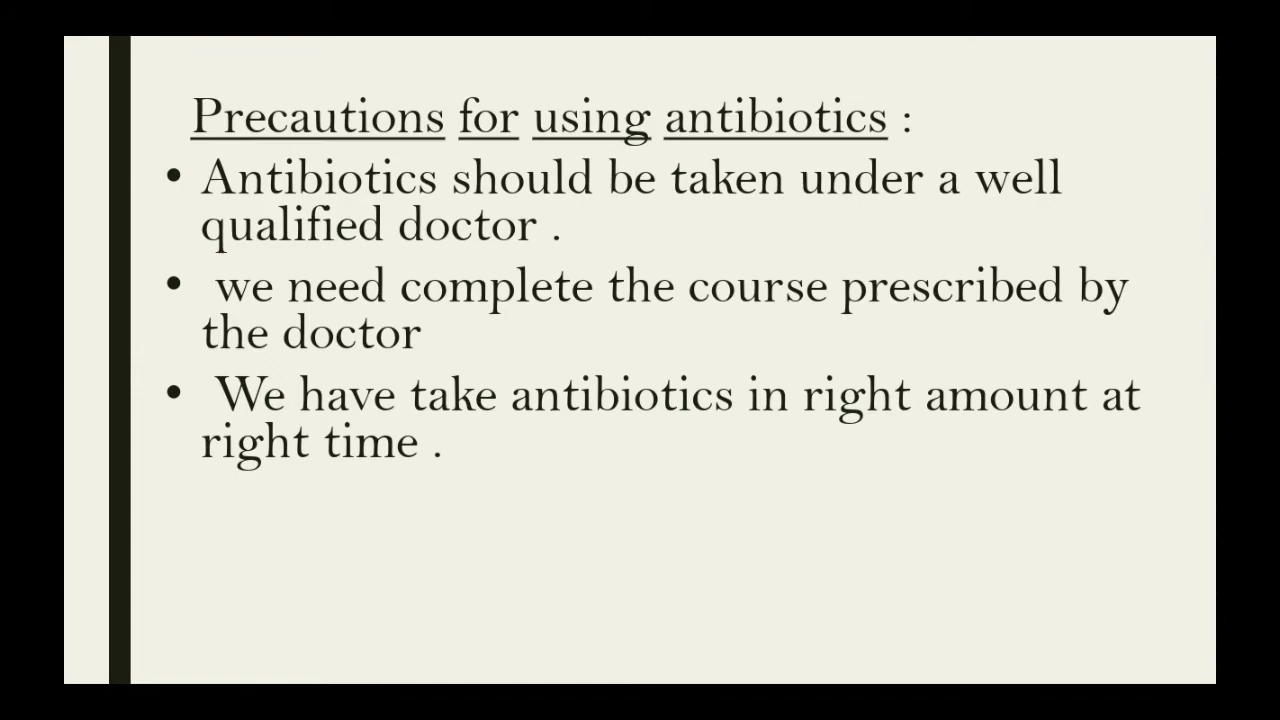 Precautions for using antibiotics :
• Antibiotics should be taken under a well
qualified doctor .
• we need complete the course prescribed by
the doctor
• We have take antibiotics in right amount at
right time .